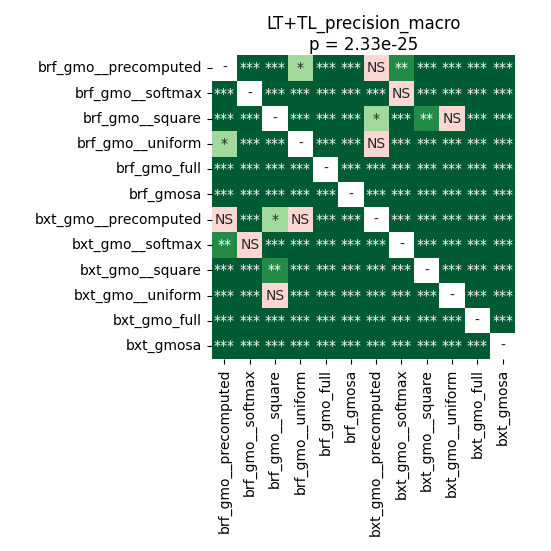 LT+TL_precision_macro
p = 2.33e-25
brf_gmo__precomputed - *** *** * *** *** NS ** *** *** *** ***
brf_gmo__softmax *** - *** *** *** *** *** NS *** *** *** ***
brf_gmo__square *** *** - *** *** *** * *** ** NS *** ***
brf_gmo__uniform * *** *** - *** *** NS *** *** *** *** ***
brf_gmo_full *** *** *** *** - *** *** *** *** *** *** ***
brf_gmosa *** *** *** *** *** - *** *** *** *** *** ***
bxt_gmo__precomputed NS *** * NS *** *** - *** *** *** *** ***
bxt_gmo__softmax ** NS *** *** *** *** *** - *** *** *** ***
bxt_gmo__square *** *** ** *** *** *** *** *** - *** *** ***
bxt_gmo__uniform *** *** NS *** *** *** *** *** *** - *** ***
bxt_gmo_full *** *** *** *** *** *** *** *** *** *** - ***
bxt_gmosa *** *** *** *** *** *** *** *** *** *** *** -
brf_gmo__precomputed
brf_gmo__softmax
brf_gmo__square
brf_gmo__uniform
brf_gmo_full
brf_gmosa
bxt_gmo__precomputed
bxt_gmo__softmax
bxt_gmo__square
bxt_gmo__uniform
bxt_gmo_full
bxt_gmosa